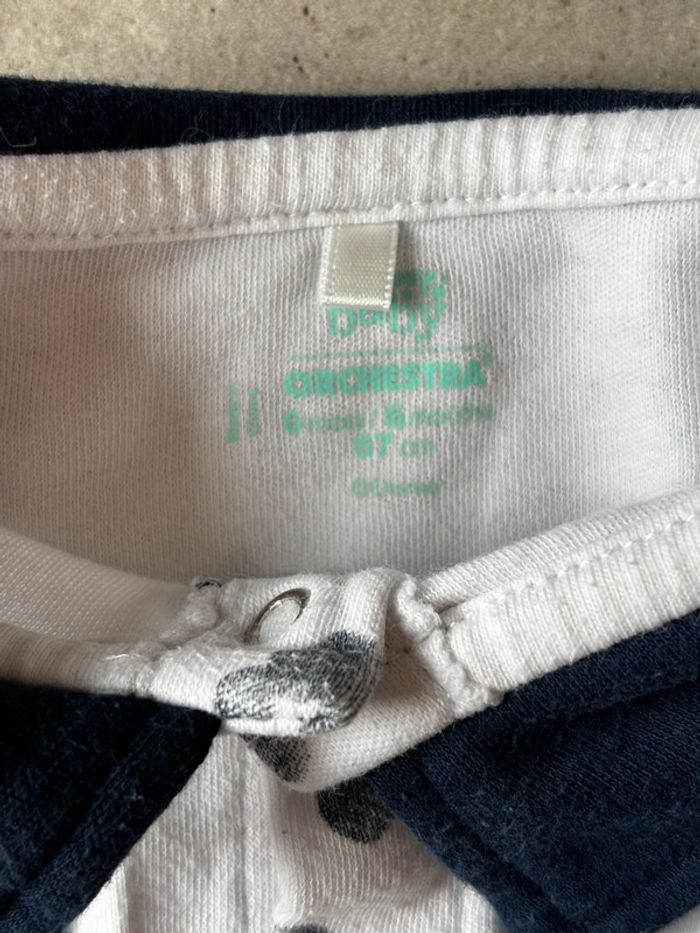 baby
ORCHESTRA
6 mois / 6 months
67 cm
©Disney